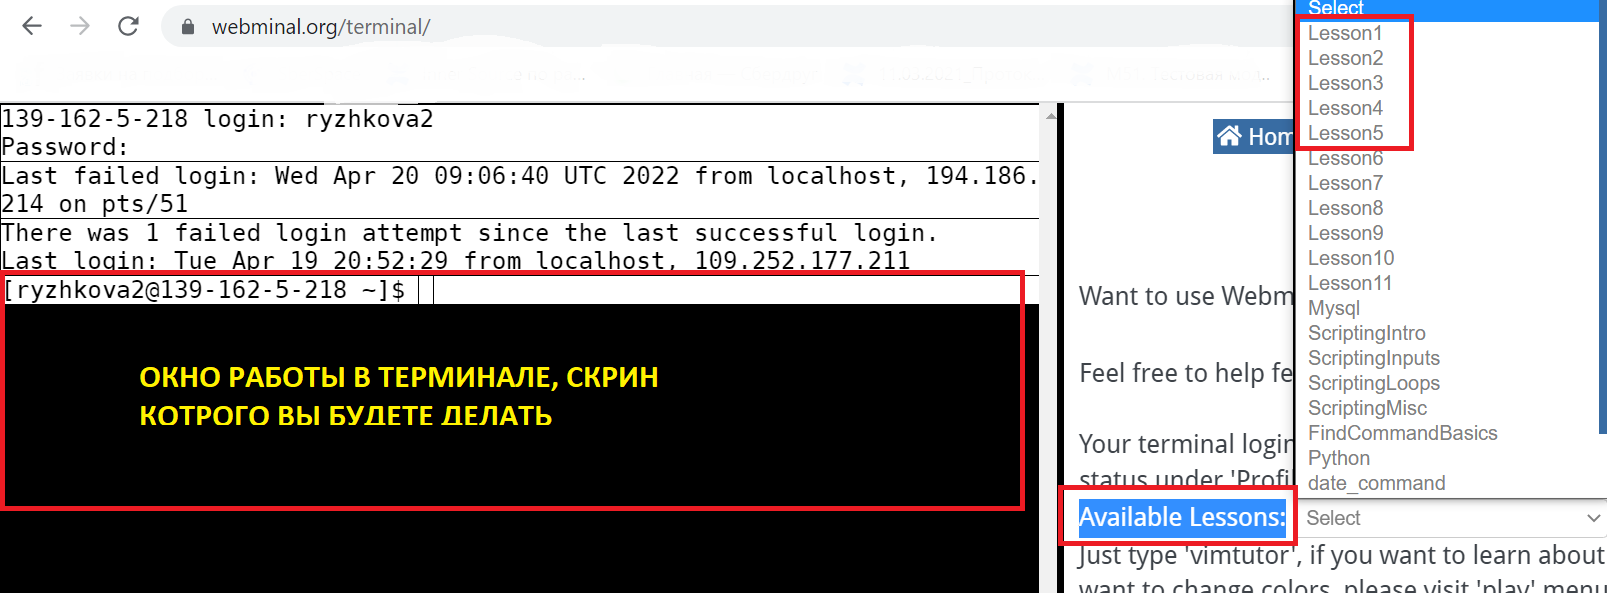 webminal.org/terminal/
139-162-5-218 login: ryzhkova2
Password:
Last failed login: Wed Apr 20 09:06:40 UTC 2022 from localhost, 194.186.
214 on pts/51
There was 1 failed login attempt since the last successful login.
Last login: Tue Apr 19 20:52:29 from localhost, 109.252.177.211
[ryzhkova2@139-162-5-218 ~]$
ОКНО РАБОТЫ В ТЕРМИНАЛЕ, СКРИН
КОТРОГО ВЫ БУДЕТЕ ДЕЛАТЬ
Select
Lesson1
Lesson2
Lesson3
Lesson4
Lesson5
Lesson6
Lesson7
Lesson8
Lesson9
Lesson10
Lesson11
Mysql
ScriptingIntro
ScriptingInputs
ScriptingLoops
ScriptingMisc
FindCommandBasics
Python
date_command
Hom
Want to use Webm
Feel free to help fe
Your terminal login
status under 'Profil
Available Lessons:
Select
Just type 'vimtutor', if you want to learn about
want to change colors, please visit 'play' menu